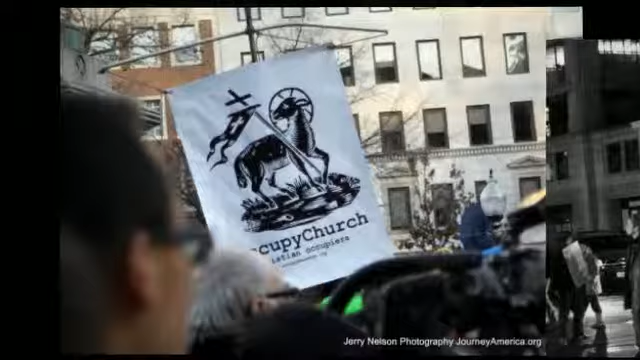 ccupyChurch
istian occupiers
Jerry Nelson Photography JourneyAmerica.org